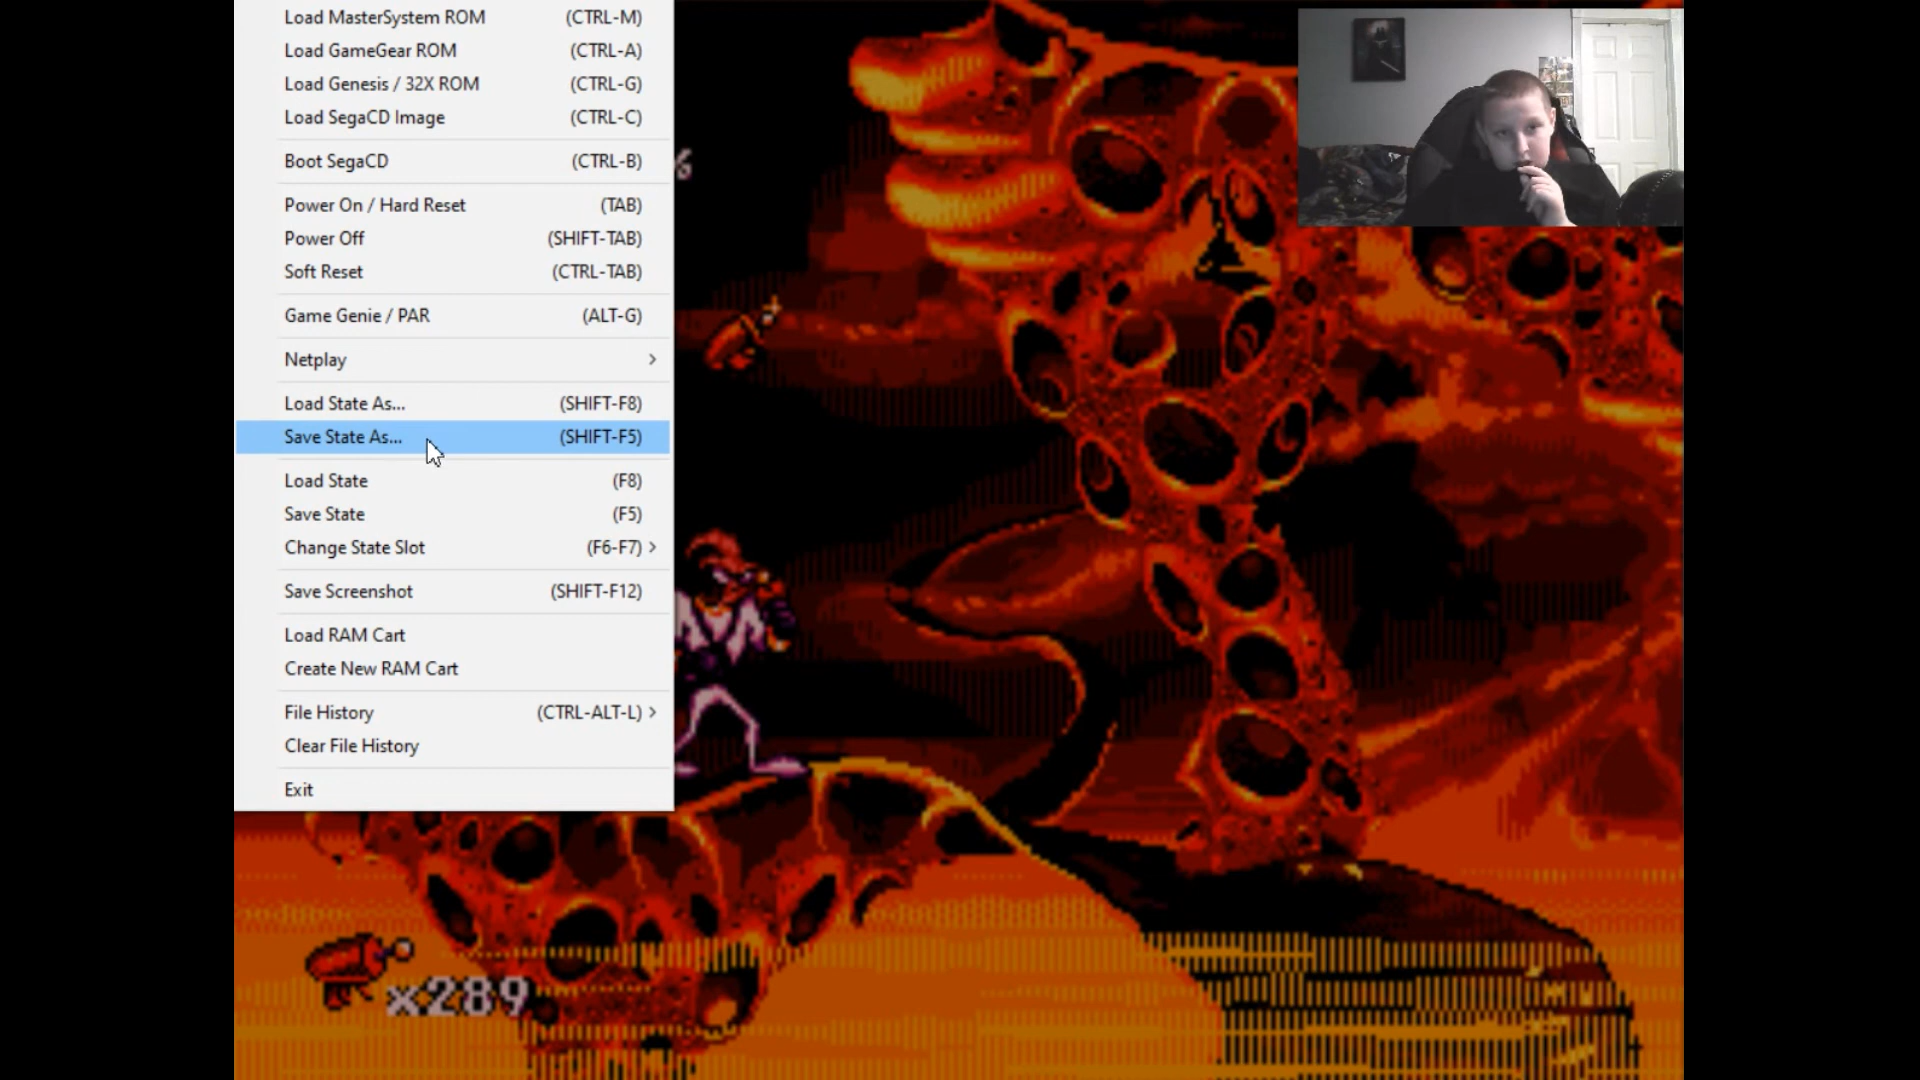 Load MasterSystem ROM (CTRL-M)
Load GameGear ROM (CTRL-A)
Load Genesis / 32X ROM (CTRL-G)
Load SegaCD Image (CTRL-C)
Boot SegaCD (CTRL-B)
Power On / Hard Reset (TAB)
Power Off (SHIFT-TAB)
Soft Reset (CTRL-TAB)
Game Genie / PAR (ALT-G)
Netplay
Load State As... (SHIFT-F8)
Save State As... (SHIFT-F5)
Load State (F8)
Save State (F5)
Change State Slot (F6-F7)
Save Screenshot (SHIFT-F12)
Load RAM Cart
Create New RAM Cart
File History (CTRL-ALT-L)
Clear File History
Exit
6
x289